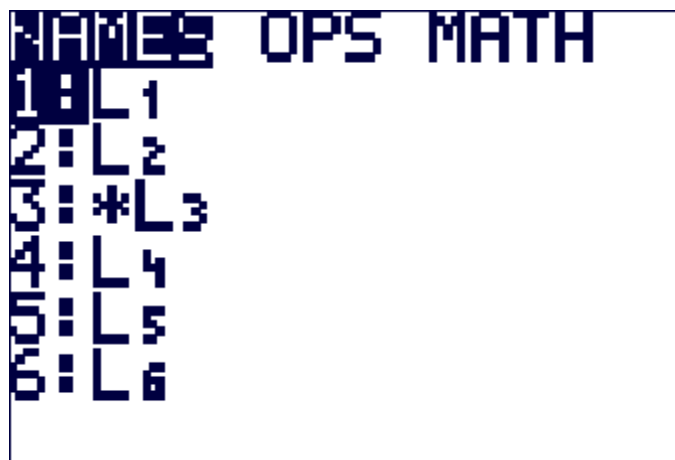 NAMES OPS MATH
1:L₁
2:L₂
3:*L₃
4:L₄
5:L₅
6:L₆